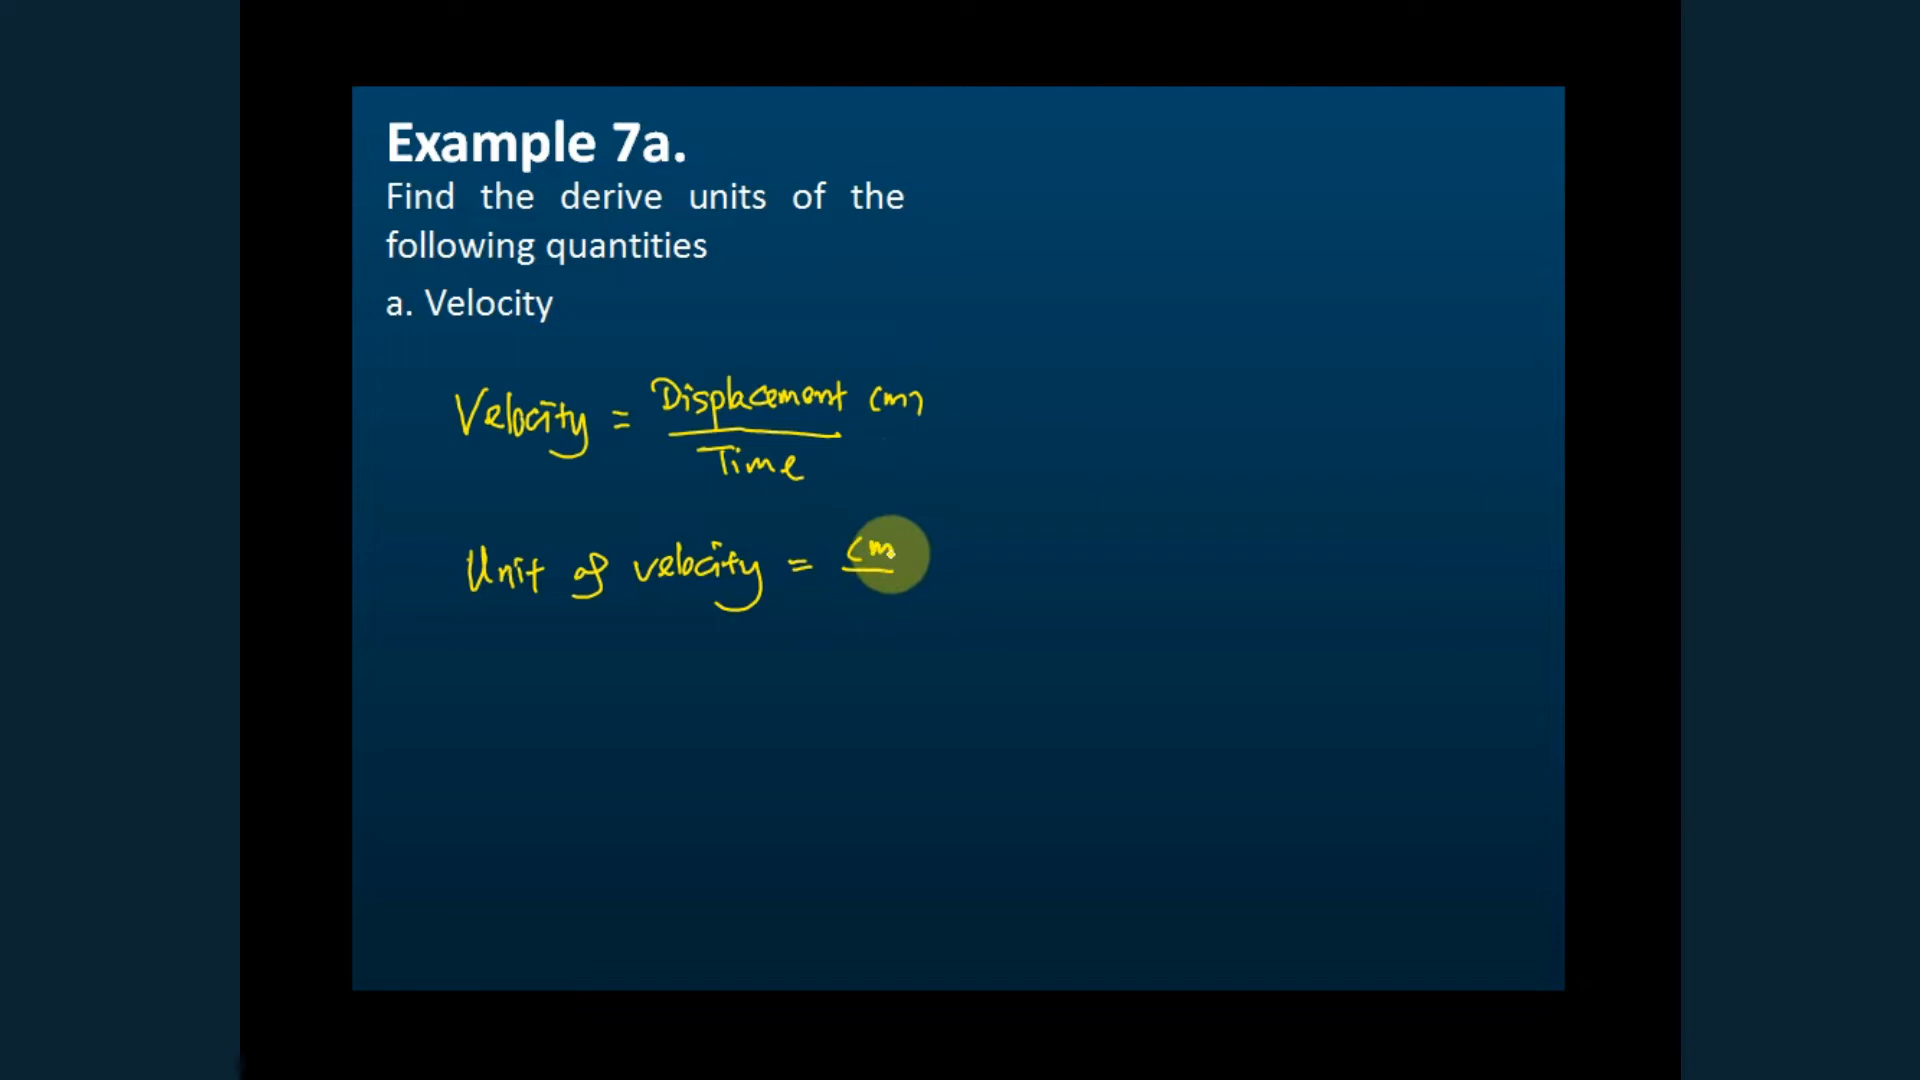 Example 7a.
Find the derive units of the
following quantities
a. Velocity
Velocity = Displacement (m)
Time
Unit of velocity = (m